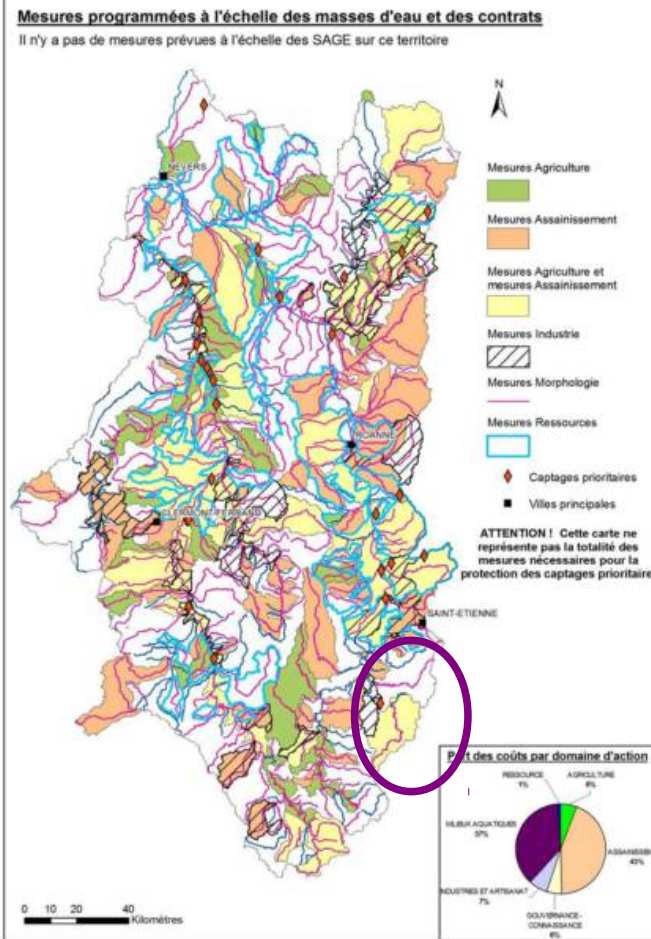 Mesures programmées à l'échelle des masses d'eau et des contrats
Il n'y a pas de mesures prévues à l'échelle des SAGE sur ce territoire
N
NEVERS
Mesures Agriculture
Mesures Assainissement
Mesures Agriculture et
mesures Assainissement
Mesures Industrie
Mesures Morphologie
Mesures Ressources
ROANNE
Captages prioritaires
Villes principales
CLERMONT-FERRAND
ATTENTION ! Cette carte ne
représente pas la totalité des
mesures nécessaires pour la
protection des captages prioritaire
SAINT-ETIENNE
Part des coûts par domaine d'action
RESSOURCE
1%
AGRICULTURE
6%
MILIEUX AQUATIQUES
37%
ASSAINISSEM
43%
INDUSTRIES ET ARTISANAT
7%
GOUVERNANCE -
CONNAISSANCE
6%
0 10 20 40
Kilomètres